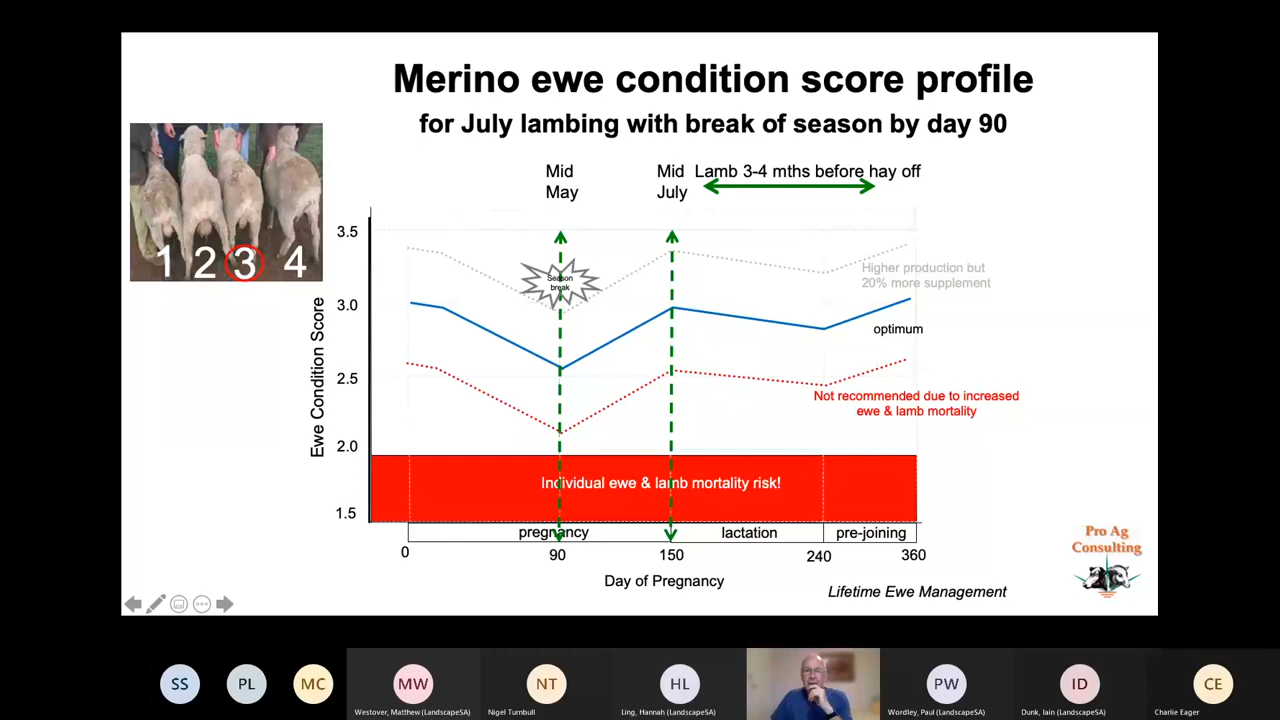 Merino ewe condition score profile
for July lambing with break of season by day 90
Mid
May
Mid
July
Lamb 3-4 mths before hay off
1 2 3 4
3.5
3.0
2.5
2.0
1.5
Ewe Condition Score
Season
break
Higher production but
20% more supplement
optimum
Not recommended due to increased
ewe & lamb mortality
Individual ewe & lamb mortality risk!
pregnancy
lactation
pre-joining
0 90 150 240 360
Day of Pregnancy
Lifetime Ewe Management
Pro Ag
Consulting
SS PL MC MW NT HL PW ID CE
Westover, Matthew (LandscapeSA)
Nigel Turnbull
Ling, Hannah (LandscapeSA)
Wordley, Paul (LandscapeSA)
Dunk, Iain (LandscapeSA)
Charlie Eager